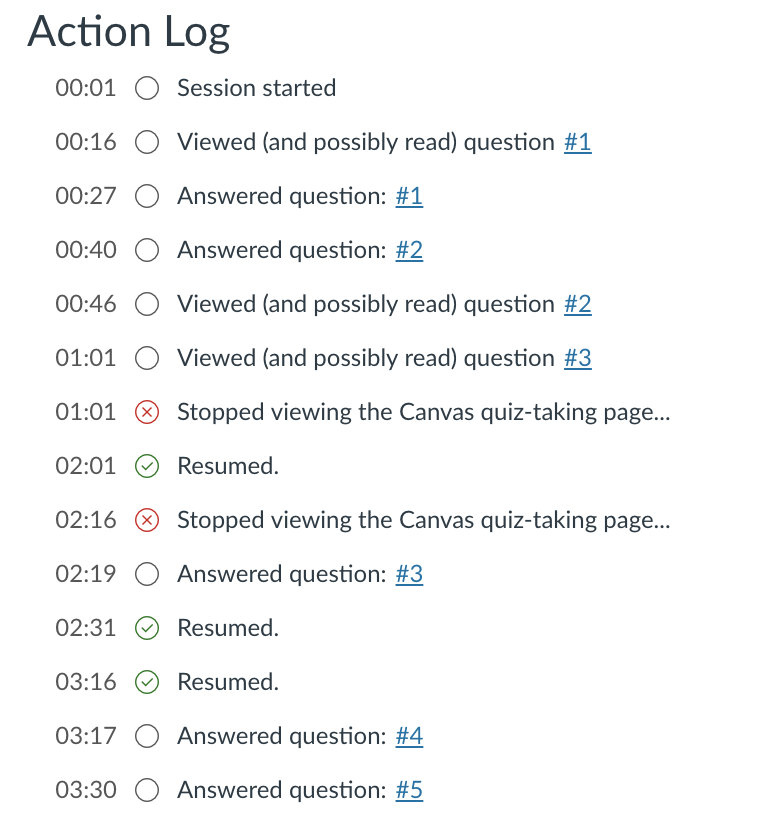 Action Log
00:01 Session started
00:16 Viewed (and possibly read) question #1
00:27 Answered question: #1
00:40 Answered question: #2
00:46 Viewed (and possibly read) question #2
01:01 Viewed (and possibly read) question #3
01:01 Stopped viewing the Canvas quiz-taking page...
02:01 Resumed.
02:16 Stopped viewing the Canvas quiz-taking page...
02:19 Answered question: #3
02:31 Resumed.
03:16 Resumed.
03:17 Answered question: #4
03:30 Answered question: #5